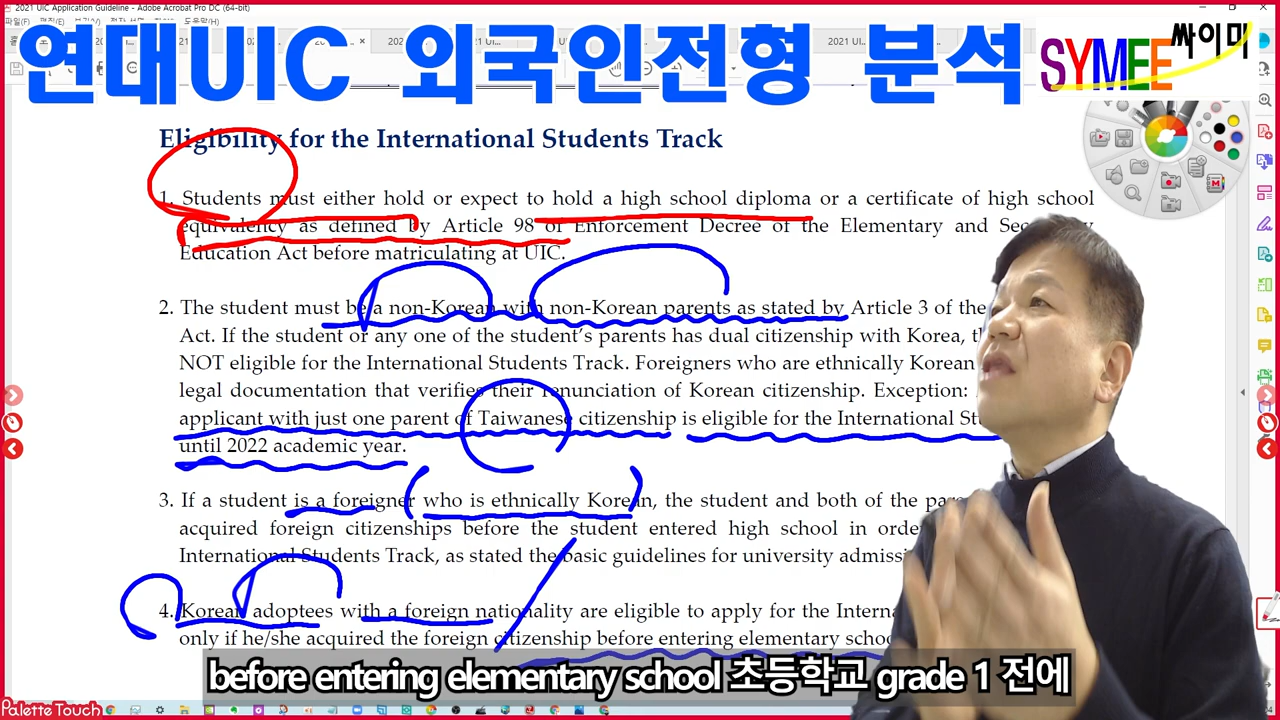 2021 UIC Application Guideline - Adobe Acrobat Pro DC (64-bit)
연대UIC 외국인전형 분석
SYMEE
싸이미
Eligibility for the International Students Track
1. Students must either hold or expect to hold a high school diploma or a certificate of high school
equivalency as defined by Article 98 of Enforcement Decree of the Elementary and
Education Act before matriculating at UIC.
2. The student must be a non-Korean with non-Korean parents as stated by Article 3 of the
Act. If the student or any one of the student's parents has dual citizenship with Korea,
NOT eligible for the International Students Track. Foreigners who are ethnically Korean
legal documentation that verifies their renunciation of Korean citizenship. Exception:
applicant with just one parent of Taiwanese citizenship is eligible for the International
until 2022 academic year.
3. If a student is a foreigner who is ethnically Korean, the student and both of the
acquired foreign citizenships before the student entered high school in
International Students Track, as stated the basic guidelines for university
4. Korean adoptees with a foreign nationality are eligible to apply for the
only if he/she acquired the foreign citizenship before entering elementary
before entering elementary school 초등학교 grade 1 전에
Palette Touch